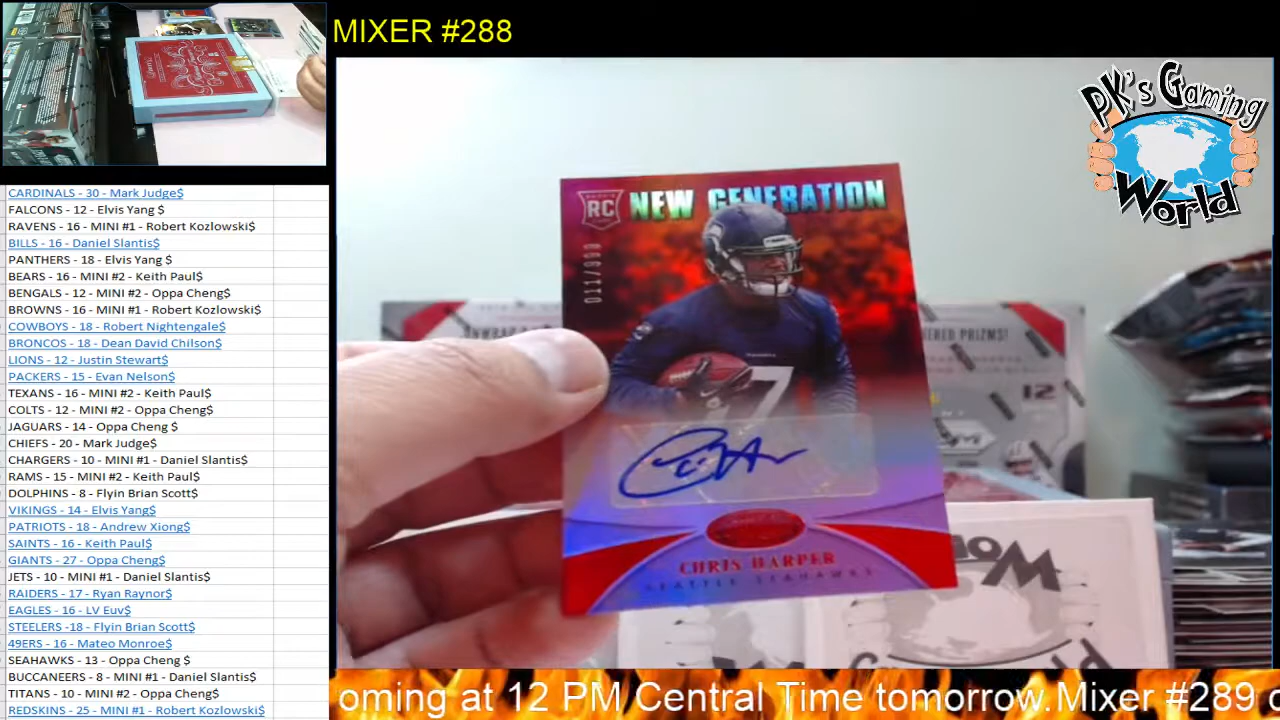 MIXER #288
PK's Gaming
World
CARDINALS - 30 - Mark Judge$
FALCONS - 12 - Elvis Yang $
RAVENS - 16 - MINI #1 - Robert Kozlowski$
BILLS - 16 - Daniel Slantis$
PANTHERS - 18 - Elvis Yang $
BEARS - 16 - MINI #2 - Keith Paul$
BENGALS - 12 - MINI #2 - Oppa Cheng$
BROWNS - 16 - MINI #1 - Robert Kozlowski$
COWBOYS - 18 - Robert Nightengale$
BRONCOS - 18 - Dean David Chilson$
LIONS - 12 - Justin Stewart$
PACKERS - 15 - Evan Nelson$
TEXANS - 16 - MINI #2 - Keith Paul$
COLTS - 12 - MINI #2 - Oppa Cheng$
JAGUARS - 14 - Oppa Cheng $
CHIEFS - 20 - Mark Judge$
CHARGERS - 10 - MINI #1 - Daniel Slantis$
RAMS - 15 - MINI #2 - Keith Paul$
DOLPHINS - 8 - Flyin Brian Scott$
VIKINGS - 14 - Elvis Yang$
PATRIOTS - 18 - Andrew Xiong$
SAINTS - 16 - Keith Paul$
GIANTS - 27 - Oppa Cheng$
JETS - 10 - MINI #1 - Daniel Slantis$
RAIDERS - 17 - Ryan Raynor$
EAGLES - 16 - LV Euv$
STEELERS -18 - Flyin Brian Scott$
49ERS - 16 - Mateo Monroe$
SEAHAWKS - 13 - Oppa Cheng $
BUCCANEERS - 8 - MINI #1 - Daniel Slantis$
TITANS - 10 - MINI #2 - Oppa Cheng$
REDSKINS - 25 - MINI #1 - Robert Kozlowski$
RC NEW GENERATION
011/999
7
CHRIS HARPER
SEATTLE SEAHAWKS
PRIZMS!
12
Wor
oming at 12 PM Central Time tomorrow.Mixer #289 c